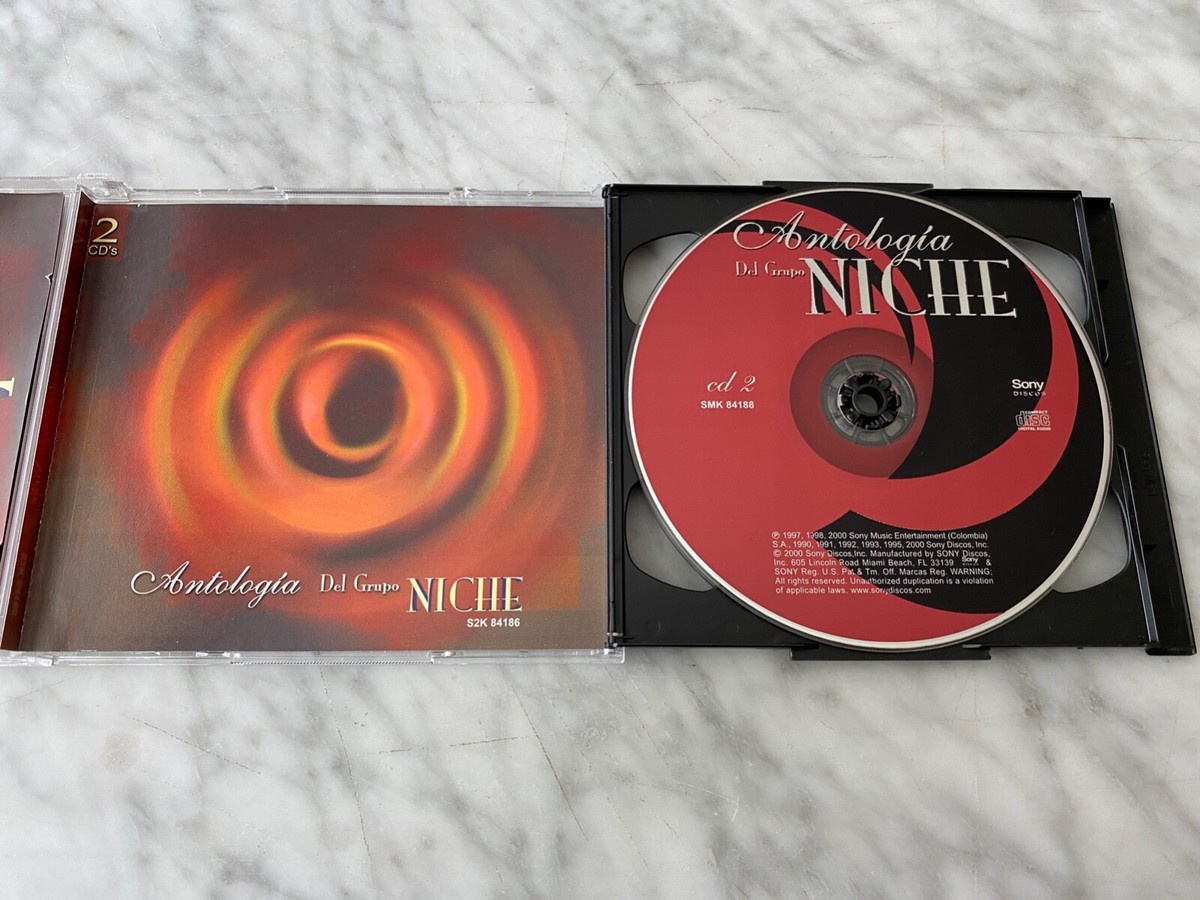 2
CD's
Antología Del Grupo NICHE
S2K 84186
Antología
Del Grupo NICHE
cd 2
SMK 84188
Sony
DISCOS
COMPACT
disc
DIGITAL AUDIO
℗ 1997, 1998, 2000 Sony Music Entertainment (Colombia)
S.A., 1990, 1991, 1992, 1993, 1995, 2000 Sony Discos, Inc.
© 2000 Sony Discos,Inc. Manufactured by SONY Discos,
Inc. 605 Lincoln Road Miami Beach, FL 33139 Sony &
SONY Reg. U.S. Pat & Tm. Off. Marcas Reg. WARNING:
All rights reserved. Unauthorized duplication is a violation
of applicable laws. www.sonydiscos.com